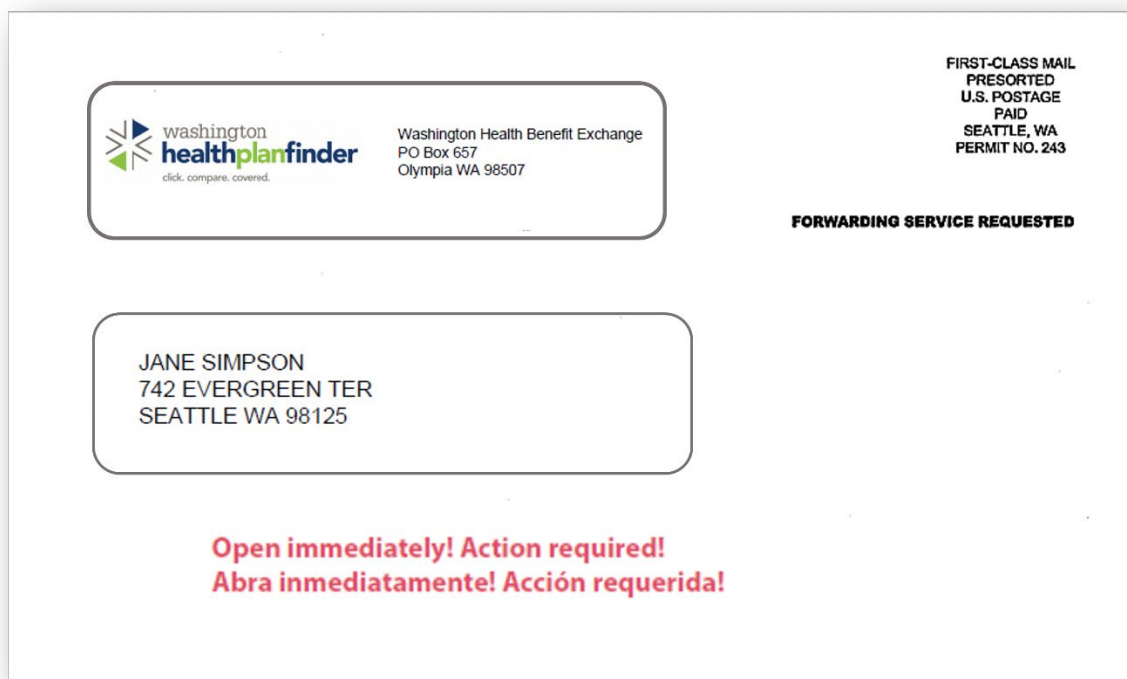 FIRST-CLASS MAIL
PRESORTED
U.S. POSTAGE
PAID
SEATTLE, WA
PERMIT NO. 243
washington
healthplanfinder
click. compare. covered.
Washington Health Benefit Exchange
PO Box 657
Olympia WA 98507
FORWARDING SERVICE REQUESTED
JANE SIMPSON
742 EVERGREEN TER
SEATTLE WA 98125
Open immediately! Action required!
Abra inmediatamente! Acción requerida!